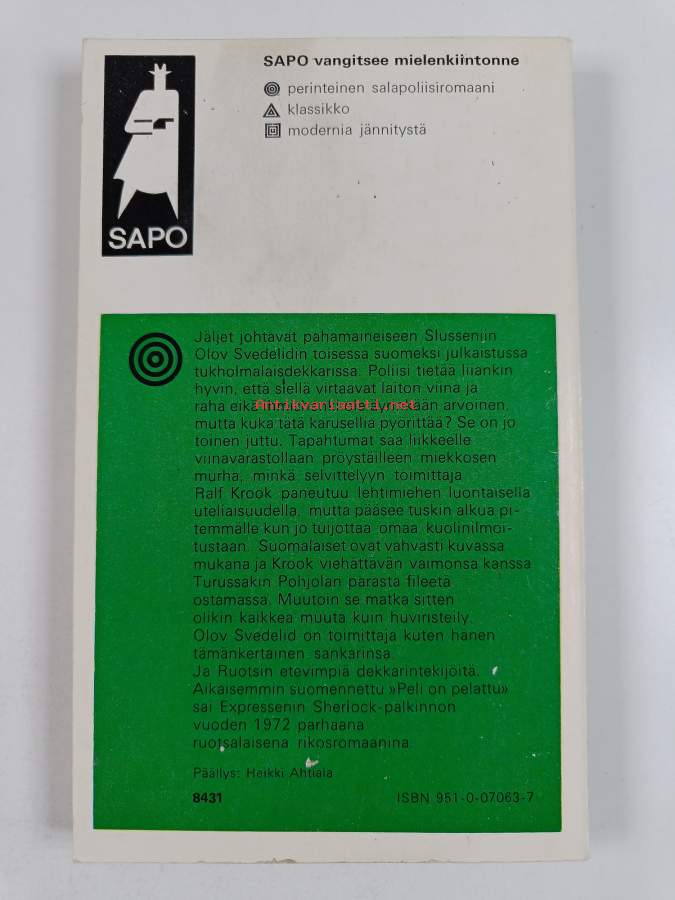 SAPO vangitsee mielenkiintonne
perinteinen salapoliisiromaani
klassikko
modernia jännitystä
SAPO
Jäljet johtavat pahamaineiseen Slusseniin
Olov Svedelidin toisessa suomeksi julkaistussa
tukholmalaisdekkarissa. Poliisi tietää liiankin
hyvin, että siellä virtaavat laiton viina ja
raha eikä arvoinen,
Antikvariaatti.net
mutta kuka tätä karusellia pyörittää? Se on jo
toinen juttu. Tapahtumat saa liikkeelle
viinavarastollaan pröystäilleen miekkosen
murha, minkä selvittelyyn toimittaja
Ralf Krook paneutuu lehtimiehen luontaisella
uteliaisuudella, mutta pääsee tuskin alkua pi-
temmälle kun jo tuijottaa omaa kuolinilmoi-
tustaan. Suomalaiset ovat vahvasti kuvassa
mukana ja Krook viehättävän vaimonsa kanssa
Turussakin Pohjolan parasta fileetä
ostamassa. Muutoin se matka sitten
olikin kaikkea muuta kuin huviristeily.
Olov Svedelid on toimittaja kuten hänen
tämänkertainen sankarinsa.
Ja Ruotsin etevimpiä dekkarintekijöitä.
Aikaisemmin suomennettu »Peli on pelattu»
sai Expressenin Sherlock-palkinnon
vuoden 1972 parhaana
ruotsalaisena rikosromaanina.
Päällys: Heikki Ahtiala
8431 ISBN 951-0-07063-7